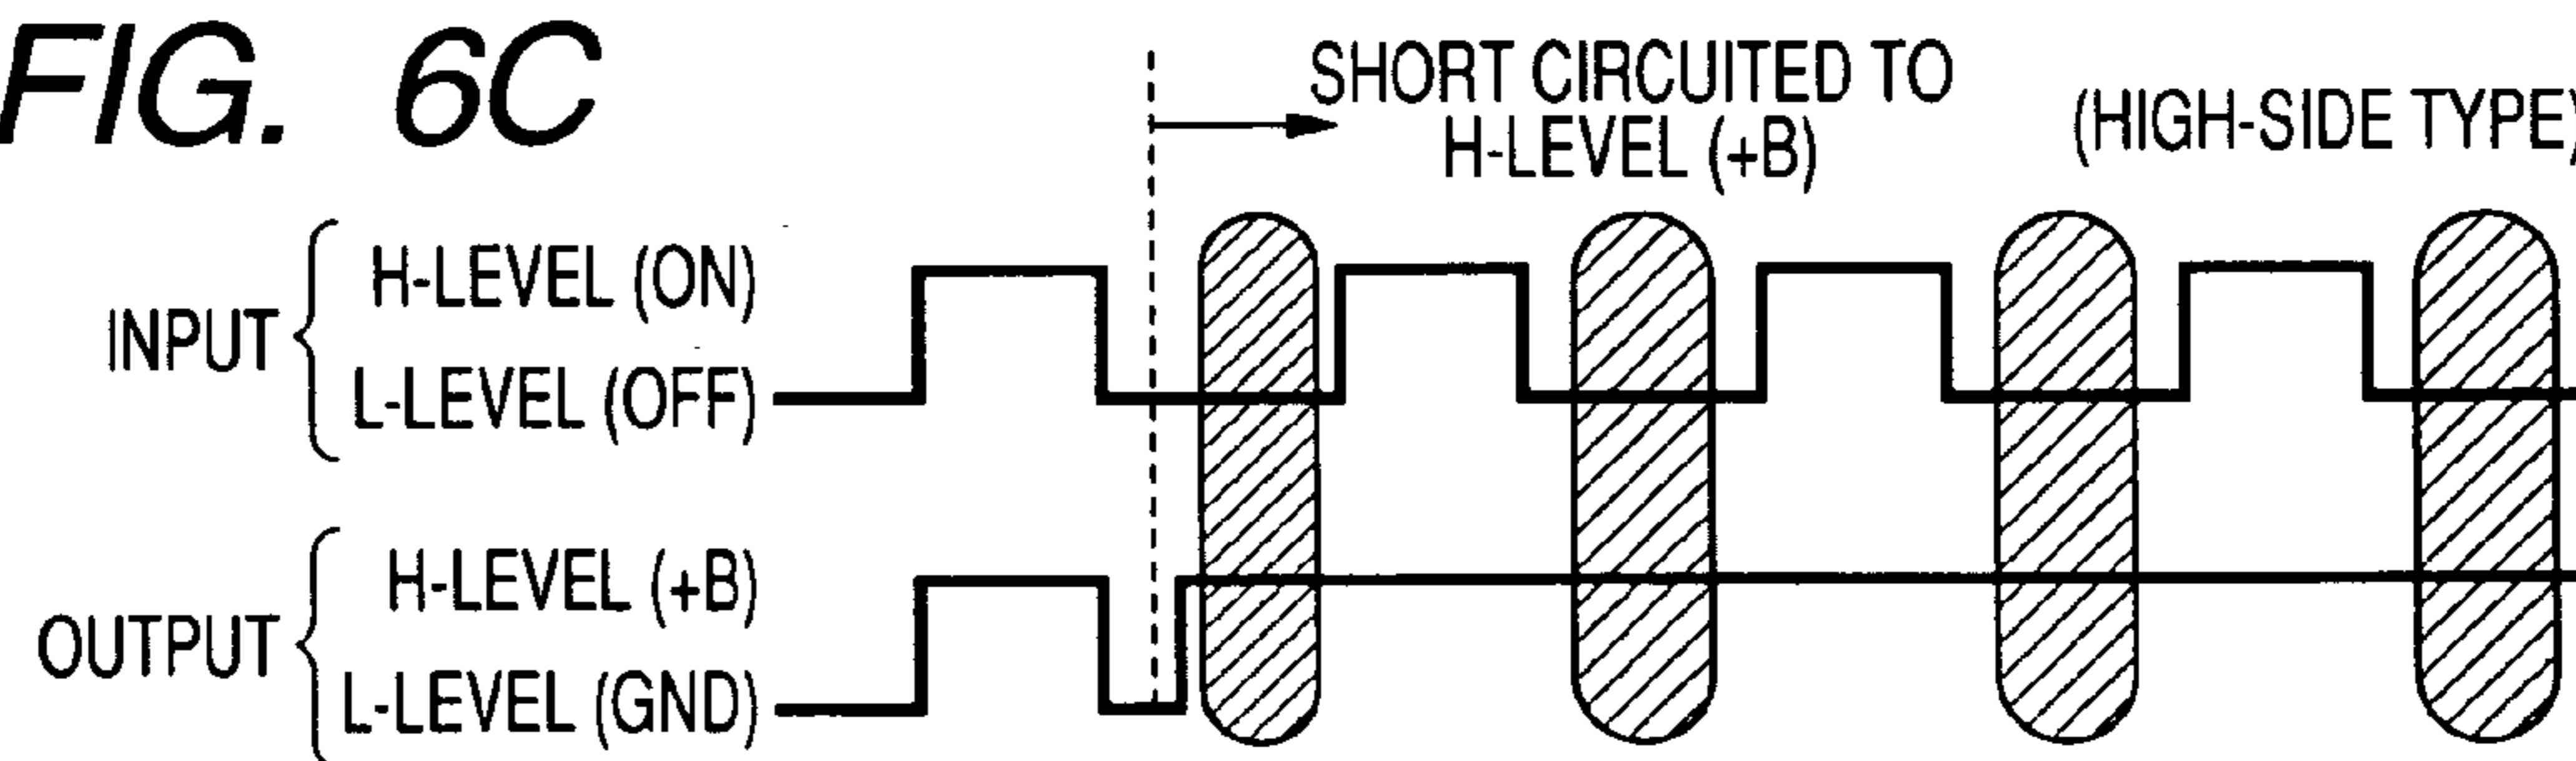 FIG. 6C
SHORT CIRCUITED TO
H-LEVEL (+B)
(HIGH-SIDE TYPE)
INPUT
H-LEVEL (ON)
L-LEVEL (OFF)
OUTPUT
H-LEVEL (+B)
L-LEVEL (GND)